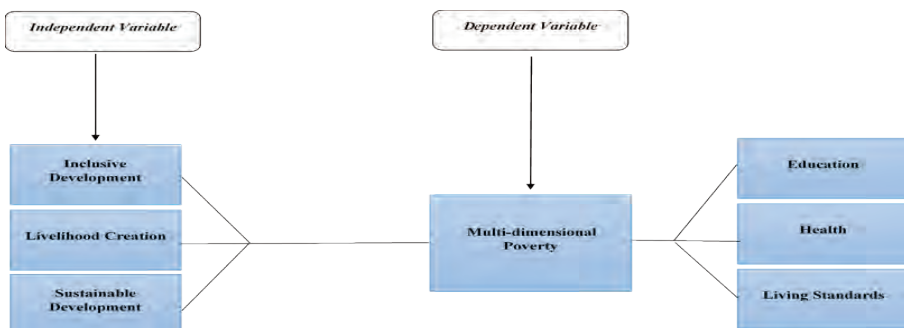 Independent Variable
Dependent Variable
Inclusive
Development
Livelihood Creation
Sustainable
Development
Multi-dimensional
Poverty
Education
Health
Living Standards